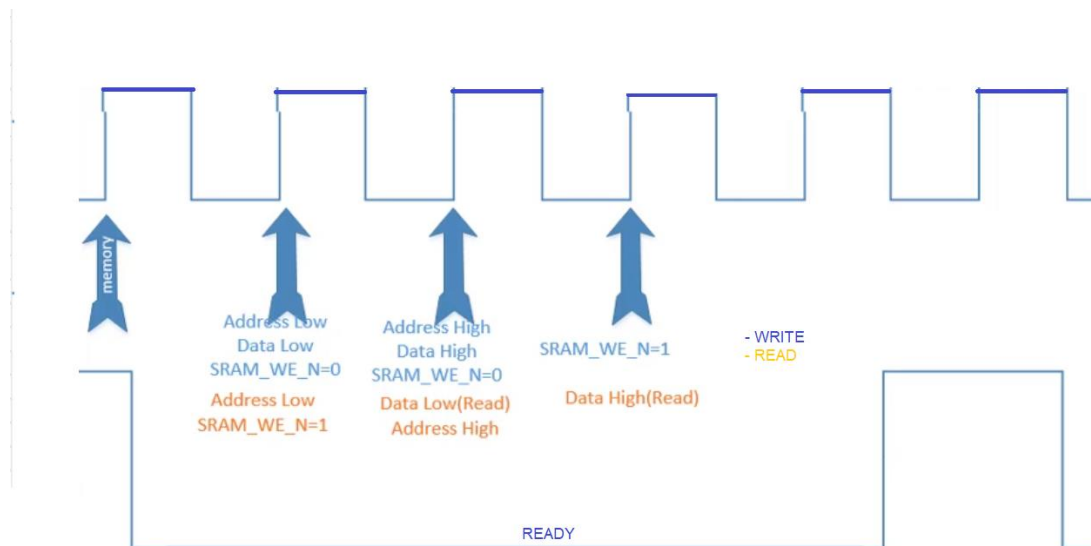 memory
Address Low
Data Low
SRAM_WE_N=0
Address Low
SRAM_WE_N=1
Address High
Data High
SRAM_WE_N=0
Data Low(Read)
Address High
SRAM_WE_N=1
Data High(Read)
- WRITE
- READ
READY